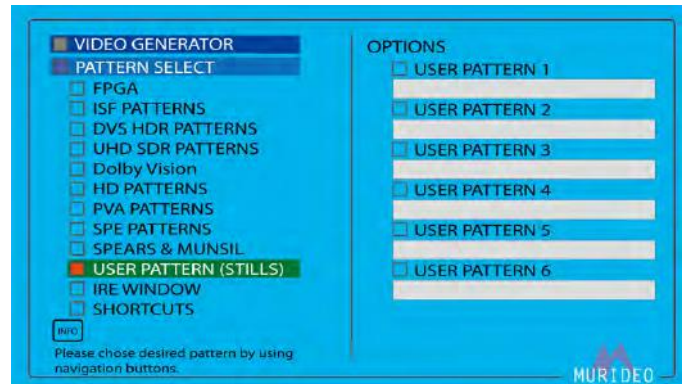 VIDEO GENERATOR
PATTERN SELECT
FPGA
ISF PATTERNS
DVS HDR PATTERNS
UHD SDR PATTERNS
Dolby Vision
HD PATTERNS
PVA PATTERNS
SPE PATTERNS
SPEARS & MUNSIL
USER PATTERN (STILLS)
IRE WINDOW
SHORTCUTS
INFO
Please chose desired pattern by using
navigation buttons.
OPTIONS
USER PATTERN 1
USER PATTERN 2
USER PATTERN 3
USER PATTERN 4
USER PATTERN 5
USER PATTERN 6
MURIDEO